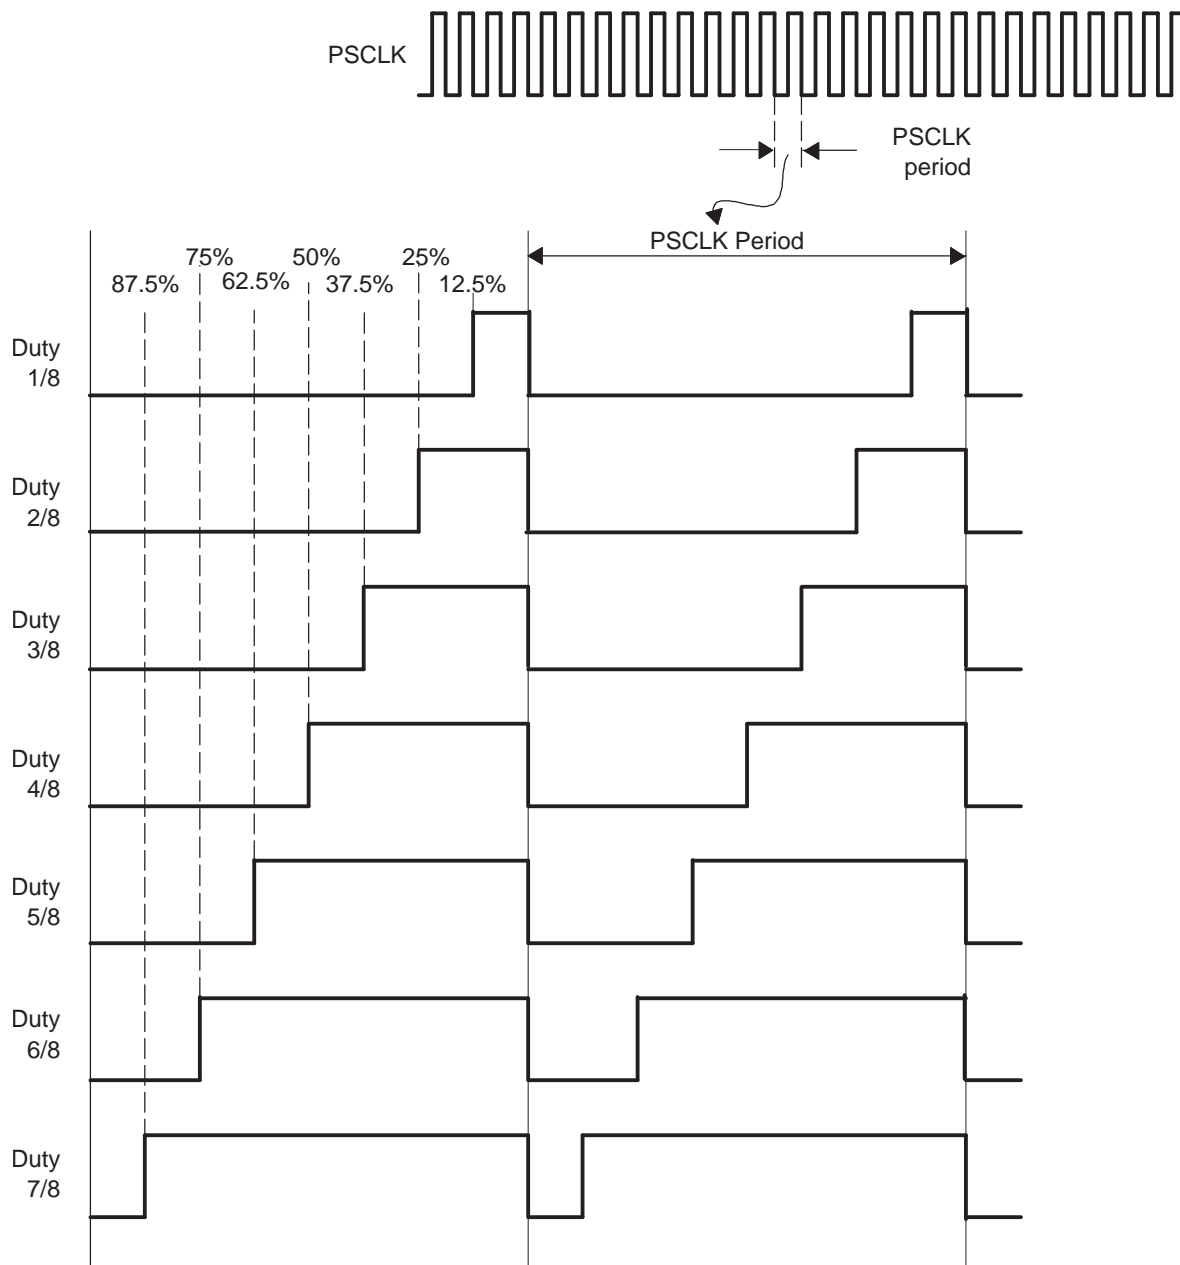 PSCLK
PSCLK
period
PSCLK Period
75%
50%
25%
87.5%
62.5%
37.5%
12.5%
Duty
1/8
Duty
2/8
Duty
3/8
Duty
4/8
Duty
5/8
Duty
6/8
Duty
7/8